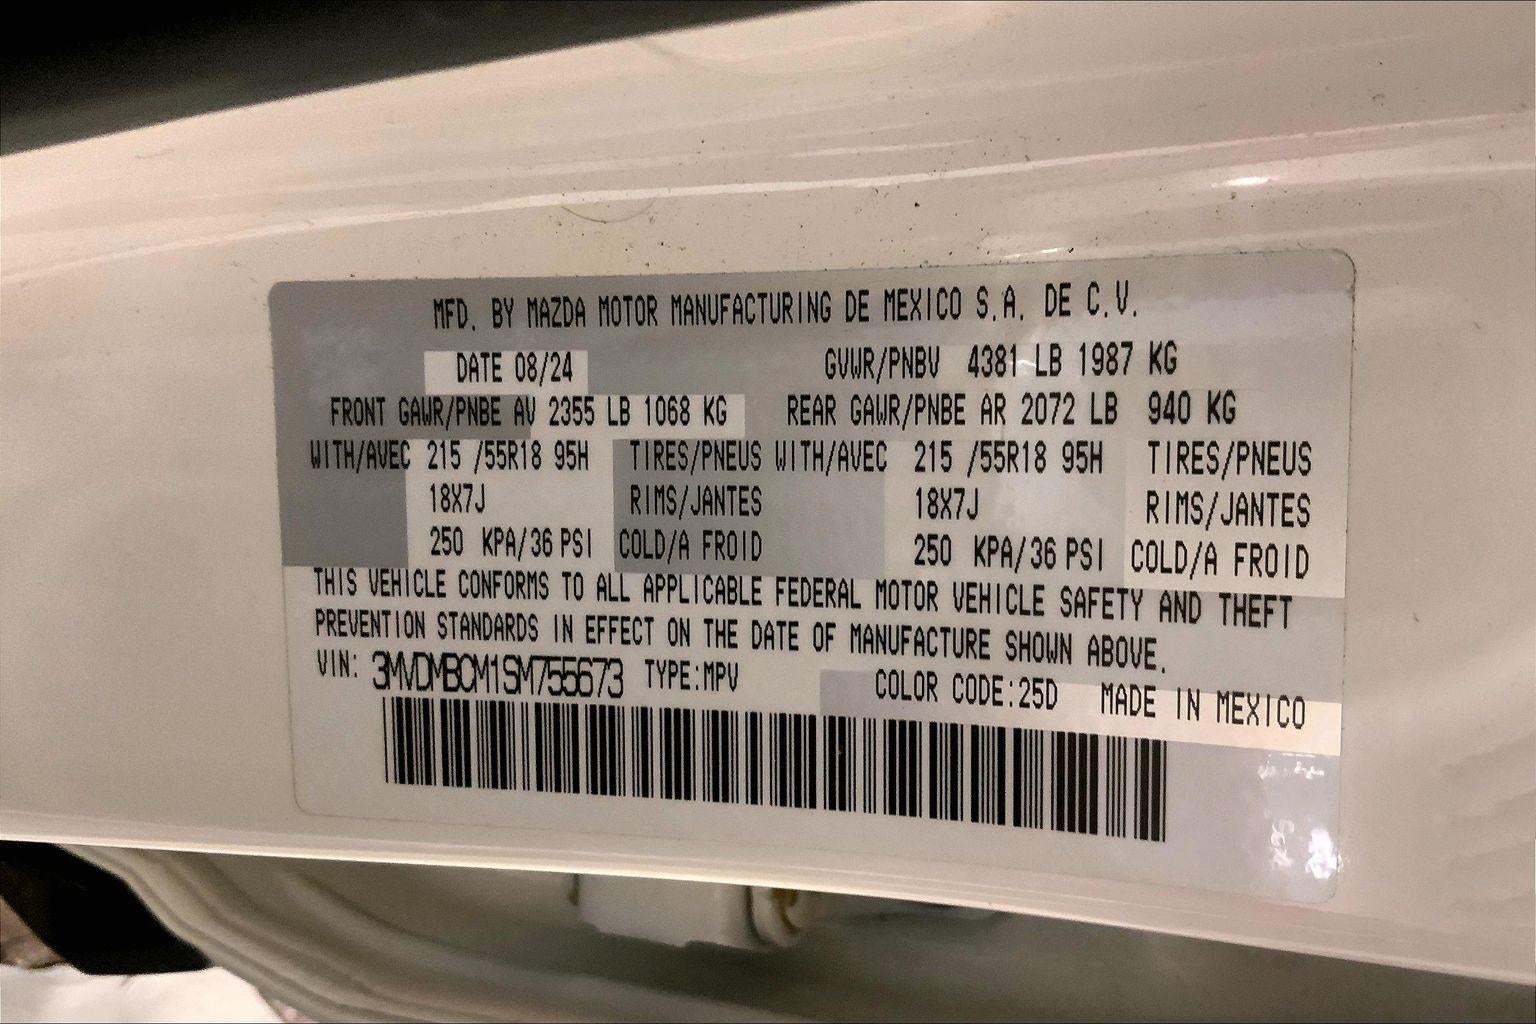 MFD. BY MAZDA MOTOR MANUFACTURING DE MEXICO S.A. DE C.V.
DATE 08/24 GVWR/PNBV 4381 LB 1987 KG
FRONT GAWR/PNBE AV 2355 LB 1068 KG REAR GAWR/PNBE AR 2072 LB 940 KG
WITH/AVEC 215 /55R18 95H TIRES/PNEUS WITH/AVEC 215 /55R18 95H TIRES/PNEUS
18X7J RIMS/JANTES 18X7J RIMS/JANTES
250 KPA/36 PSI COLD/A FROID 250 KPA/36 PSI COLD/A FROID
THIS VEHICLE CONFORMS TO ALL APPLICABLE FEDERAL MOTOR VEHICLE SAFETY AND THEFT
PREVENTION STANDARDS IN EFFECT ON THE DATE OF MANUFACTURE SHOWN ABOVE.
VIN: 3MVDMBCM1SM755673 TYPE:MPV COLOR CODE:25D MADE IN MEXICO